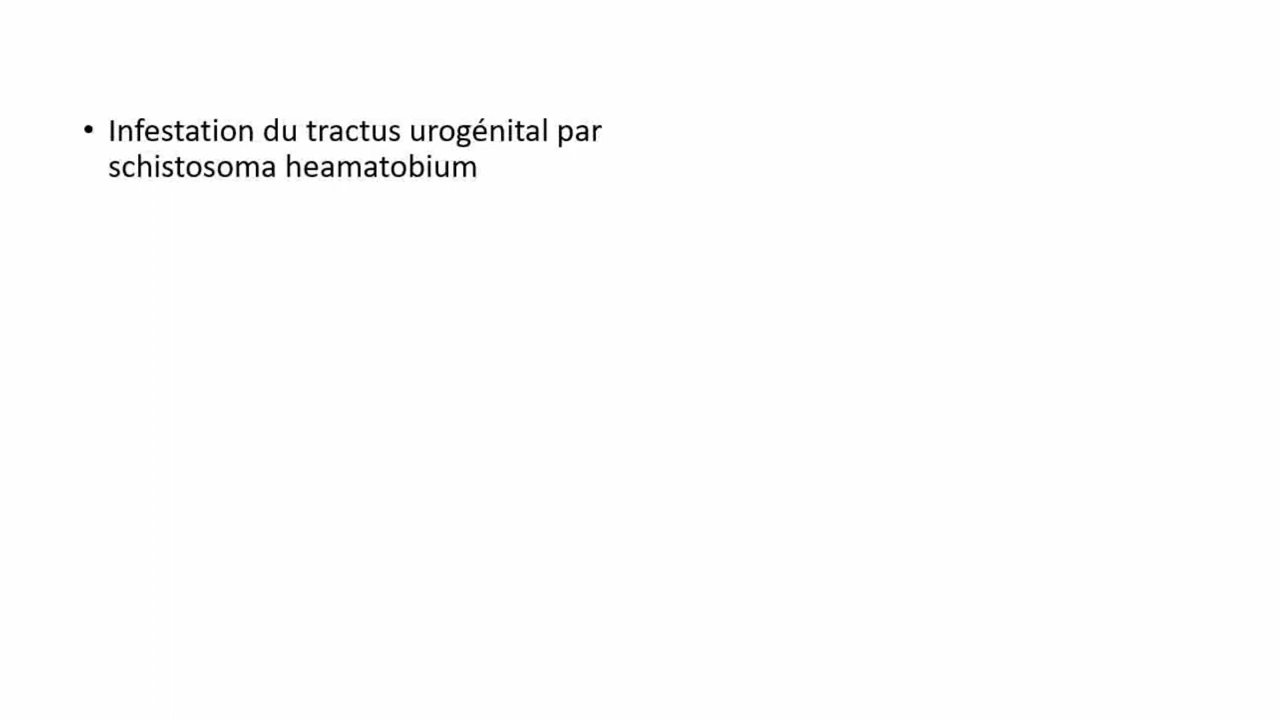 • Infestation du tractus urogénital par
schistosoma heamatobium